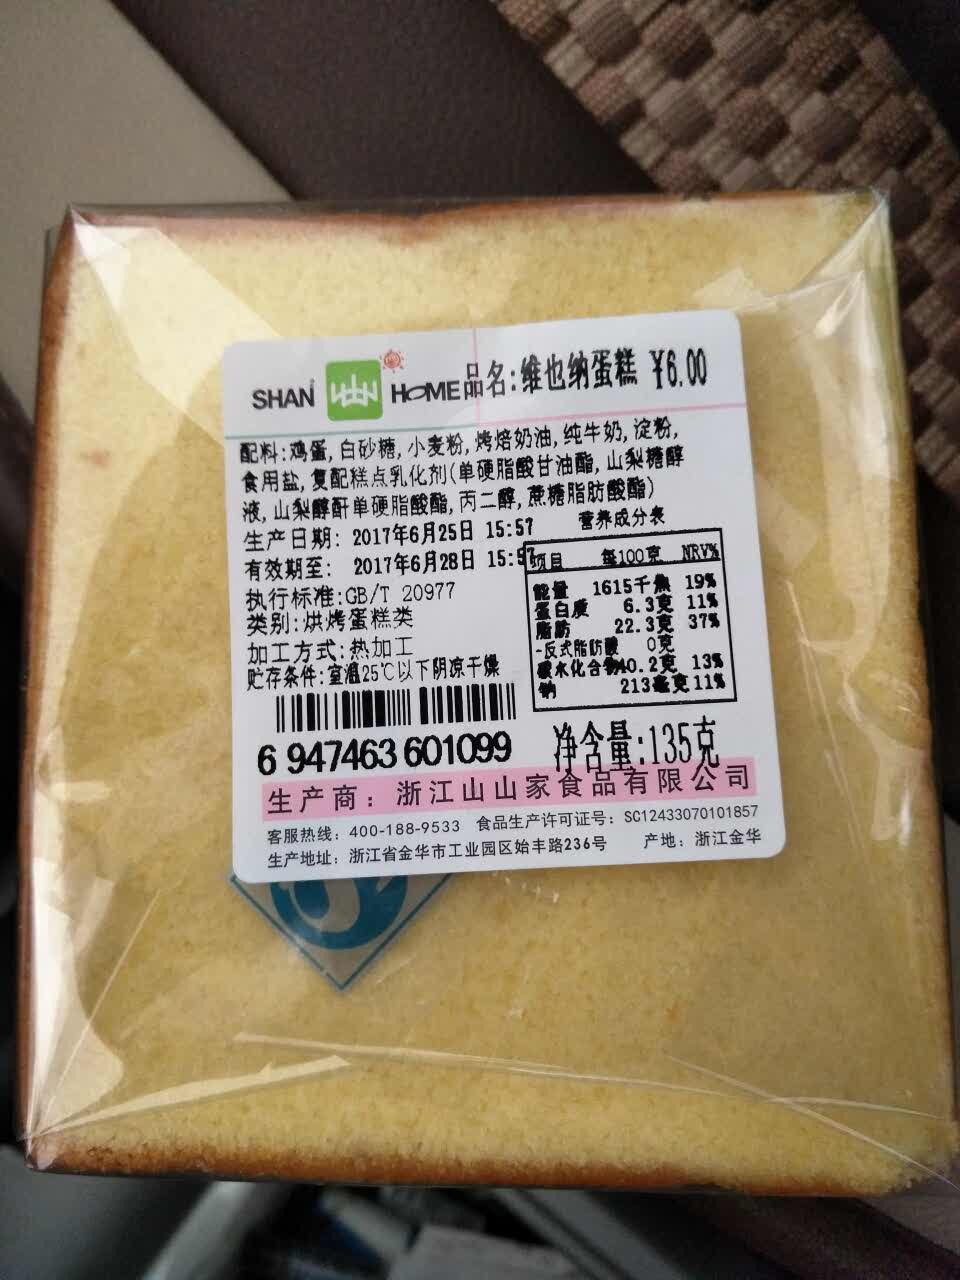 SHAN 山 HOME 品名:维也纳蛋糕 ¥6.00
配料:鸡蛋,白砂糖,小麦粉,烤焙奶油,纯牛奶,淀粉,
食用盐,复配糕点乳化剂(单硬脂酸甘油酯,山梨糖醇
液,山梨醇酐单硬脂酸酯,丙二醇,蔗糖脂肪酸酯)
生产日期: 2017年6月25日 15:57
有效期至: 2017年6月28日 15:57
执行标准:GB/T 20977
类别:烘烤蛋糕类
加工方式:热加工
贮存条件:室温25℃以下阴凉干燥
营养成分表
项目 每100克 NRV%
能量 1615千焦 19%
蛋白质 6.3克 11%
脂肪 22.3克 37%
-反式脂肪酸 0克
碳水化合物40.2克 13%
钠 213毫克 11%
6 947463 601099
净含量:135克
生产商:浙江山山家食品有限公司
客服热线:400-188-9533 食品生产许可证号:SC12433070101857
生产地址:浙江省金华市工业园区始丰路236号 产地:浙江金华